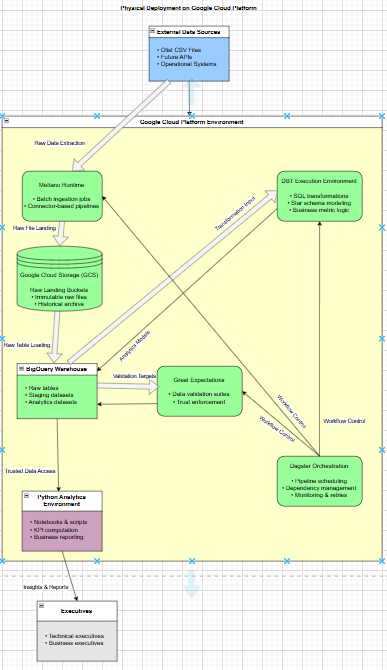 Physical Deployment on Google Cloud Platform
External Data Sources
• Olist CSV Files
• Future APIs
• Operational Systems
Google Cloud Platform Environment
Raw Data Extraction
Meltano Runtime
• Batch ingestion jobs
• Connector-based pipelines
DBT Execution Environment
• SQL transformations
• Star schema modeling
• Business metric logic
Transformation Input
Raw File Landing
Google Cloud Storage (GCS)
Raw Landing Buckets
• Immutable raw files
• Historical archive
Raw Table Loading
Analytics Models
BigQuery Warehouse
• Raw tables
• Staging datasets
• Analytics datasets
Validation Targets
Great Expectations
• Data validation suites
• Trust enforcement
Workflow Control
Workflow Control
Workflow Control
Dagster Orchestration
• Pipeline scheduling
• Dependency management
• Monitoring & retries
Trusted Data Access
Python Analytics
Environment
• Notebooks & scripts
• KPI computation
• Business reporting
Insights & Reports
Executives
• Technical executives
• Business executives